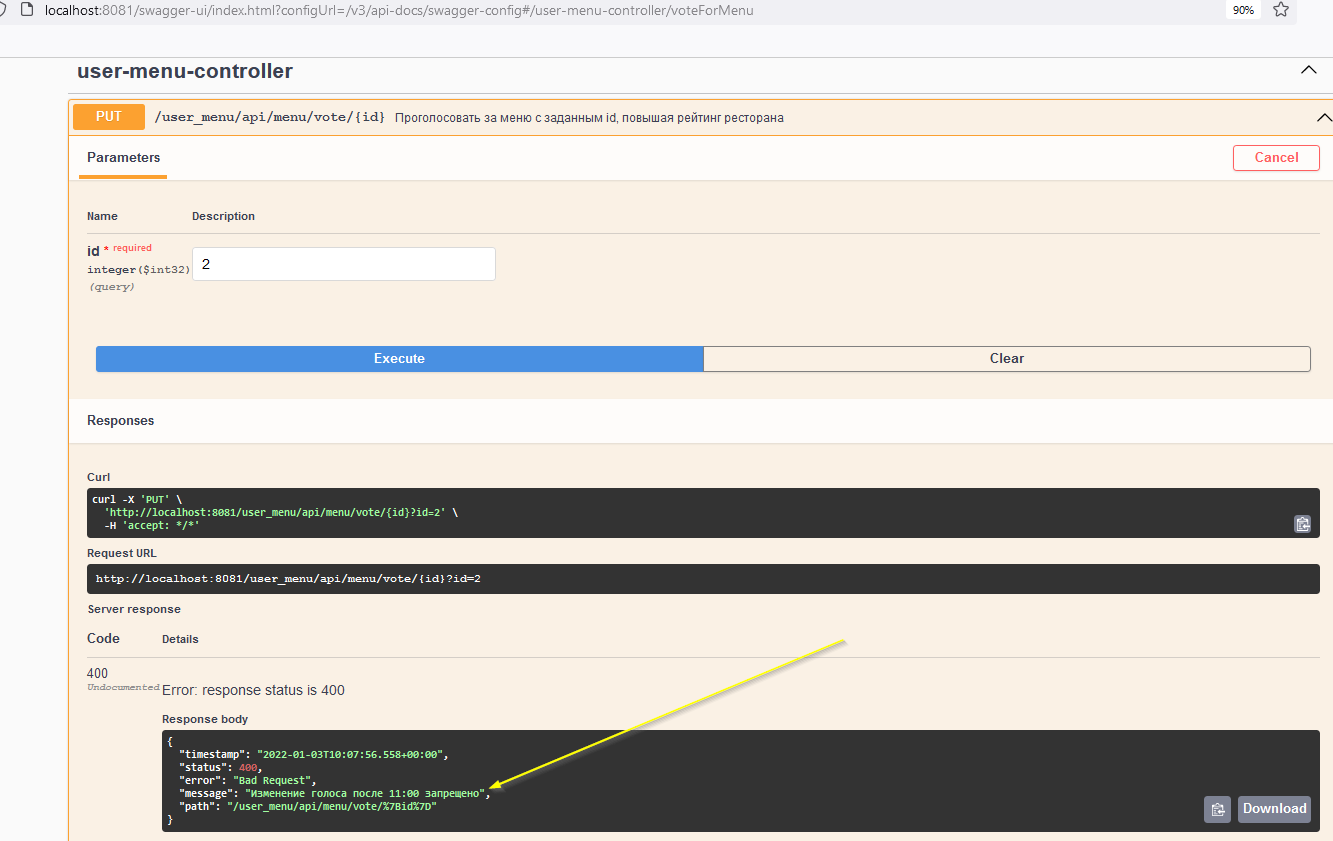 localhost:8081/swagger-ui/index.html?configUrl=/v3/api-docs/swagger-config#/user-menu-controller/voteForMenu 90%
user-menu-controller
PUT /user_menu/api/menu/vote/{id} Проголосовать за меню с заданным id, повышая рейтинг ресторана
Parameters Cancel
Name Description
id * required
integer($int32) 2
(query)
Execute Clear
Responses
Curl
curl -X 'PUT' \
'http://localhost:8081/user_menu/api/menu/vote/{id}?id=2' \
-H 'accept: */*'
Request URL
http://localhost:8081/user_menu/api/menu/vote/{id}?id=2
Server response
Code Details
400
Undocumented Error: response status is 400
Response body
{
"timestamp": "2022-01-03T10:07:56.558+00:00",
"status": 400,
"error": "Bad Request",
"message": "Изменение голоса после 11:00 запрещено",
"path": "/user_menu/api/menu/vote/%7Bid%7D"
}
Download